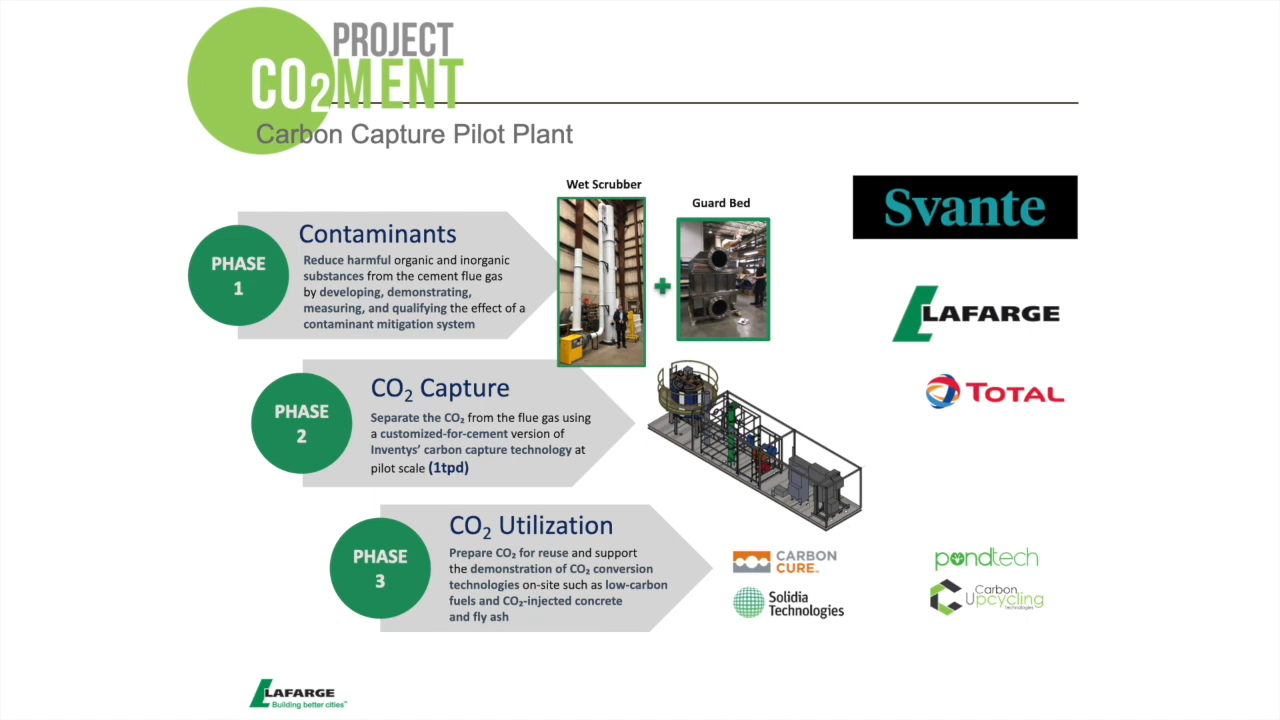 PROJECT
CO2MENT
Carbon Capture Pilot Plant
Wet Scrubber
Guard Bed
Svante
PHASE
1
Contaminants
Reduce harmful organic and inorganic
substances from the cement flue gas
by developing, demonstrating,
measuring, and qualifying the effect of a
contaminant mitigation system
LAFARGE
PHASE
2
CO₂ Capture
Separate the CO₂ from the flue gas using
a customized-for-cement version of
Inventys' carbon capture technology at
pilot scale (1tpd)
TOTAL
PHASE
3
CO₂ Utilization
Prepare CO₂ for reuse and support
the demonstration of CO₂ conversion
technologies on-site such as low-carbon
fuels and CO₂-injected concrete
and fly ash
CARBON
CURE™
pondtech
Solidia
Technologies
Carbon
Upcycling
technologies
LAFARGE
Building better cities™